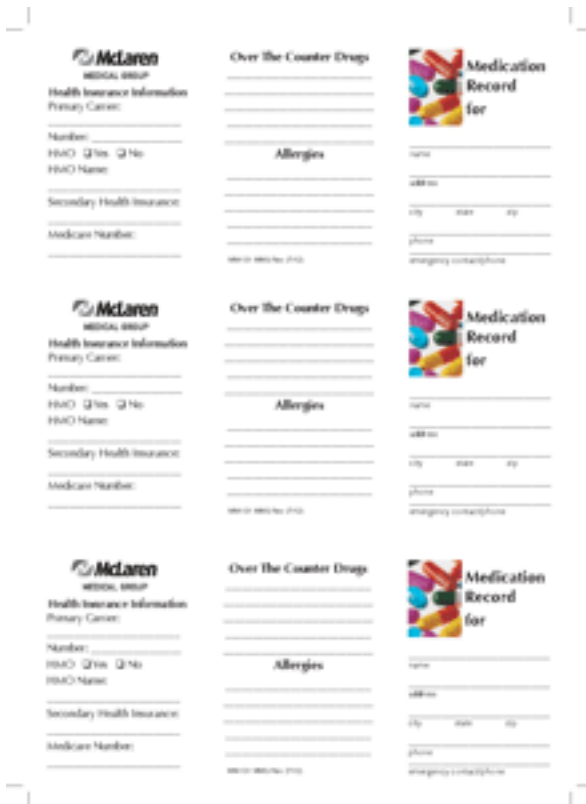 McLaren
MEDICAL GROUP
Health Insurance Information
Primary Carrier:
Number:
HMO Yes No
HMO Name:
Secondary Health Insurance:
Medicare Number:
Over The Counter Drugs
Allergies
Medication
Record
for
name
address
city state zip
phone
emergency contact/phone
McLaren
MEDICAL GROUP
Health Insurance Information
Primary Carrier:
Number:
HMO Yes No
HMO Name:
Secondary Health Insurance:
Medicare Number:
Over The Counter Drugs
Allergies
Medication
Record
for
name
address
city state zip
phone
emergency contact/phone
McLaren
MEDICAL GROUP
Health Insurance Information
Primary Carrier:
Number:
HMO Yes No
HMO Name:
Secondary Health Insurance:
Medicare Number:
Over The Counter Drugs
Allergies
Medication
Record
for
name
address
city state zip
phone
emergency contact/phone